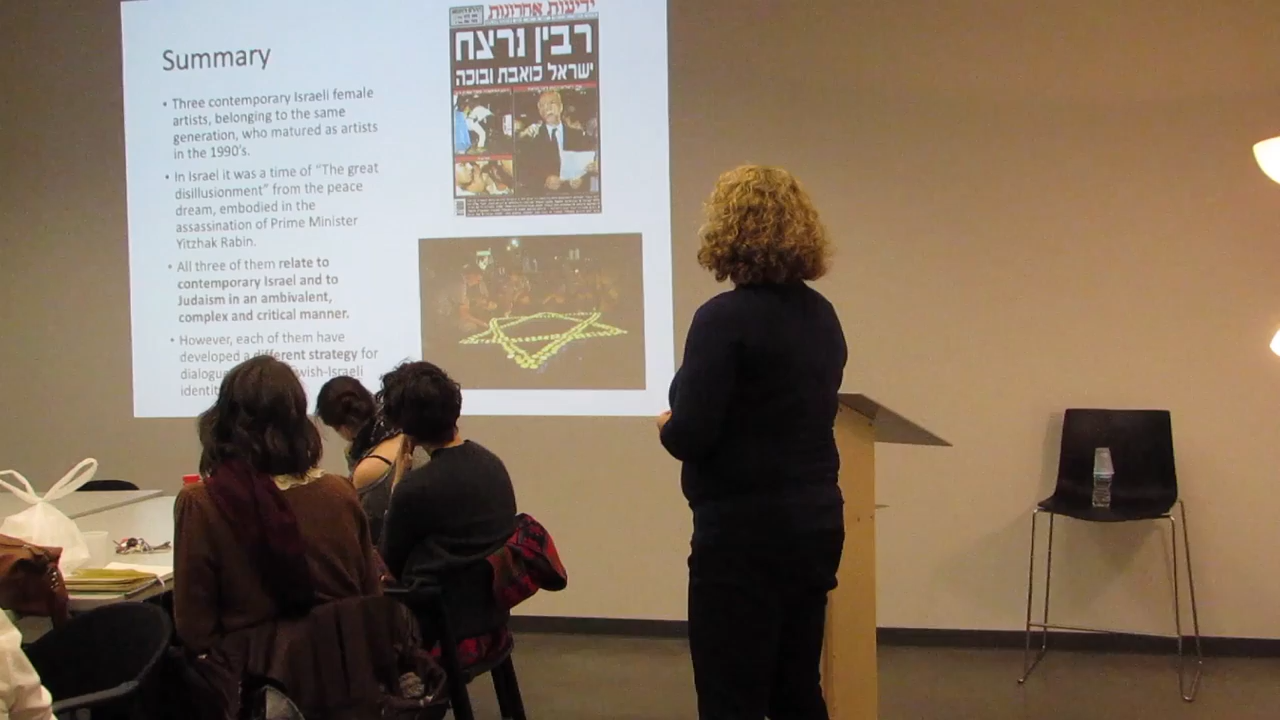 Summary
• Three contemporary Israeli female
artists, belonging to the same
generation, who matured as artists
in the 1990's.
• In Israel it was a time of "The great
disillusionment" from the peace
dream, embodied in the
assassination of Prime Minister
Yitzhak Rabin.
• All three of them relate to
contemporary Israel and to
Judaism in an ambivalent,
complex and critical manner.
• However, each of them have
developed a different strategy for
ידיעות אחרונות
רבין נרצח
ישראל כואבת ובוכה